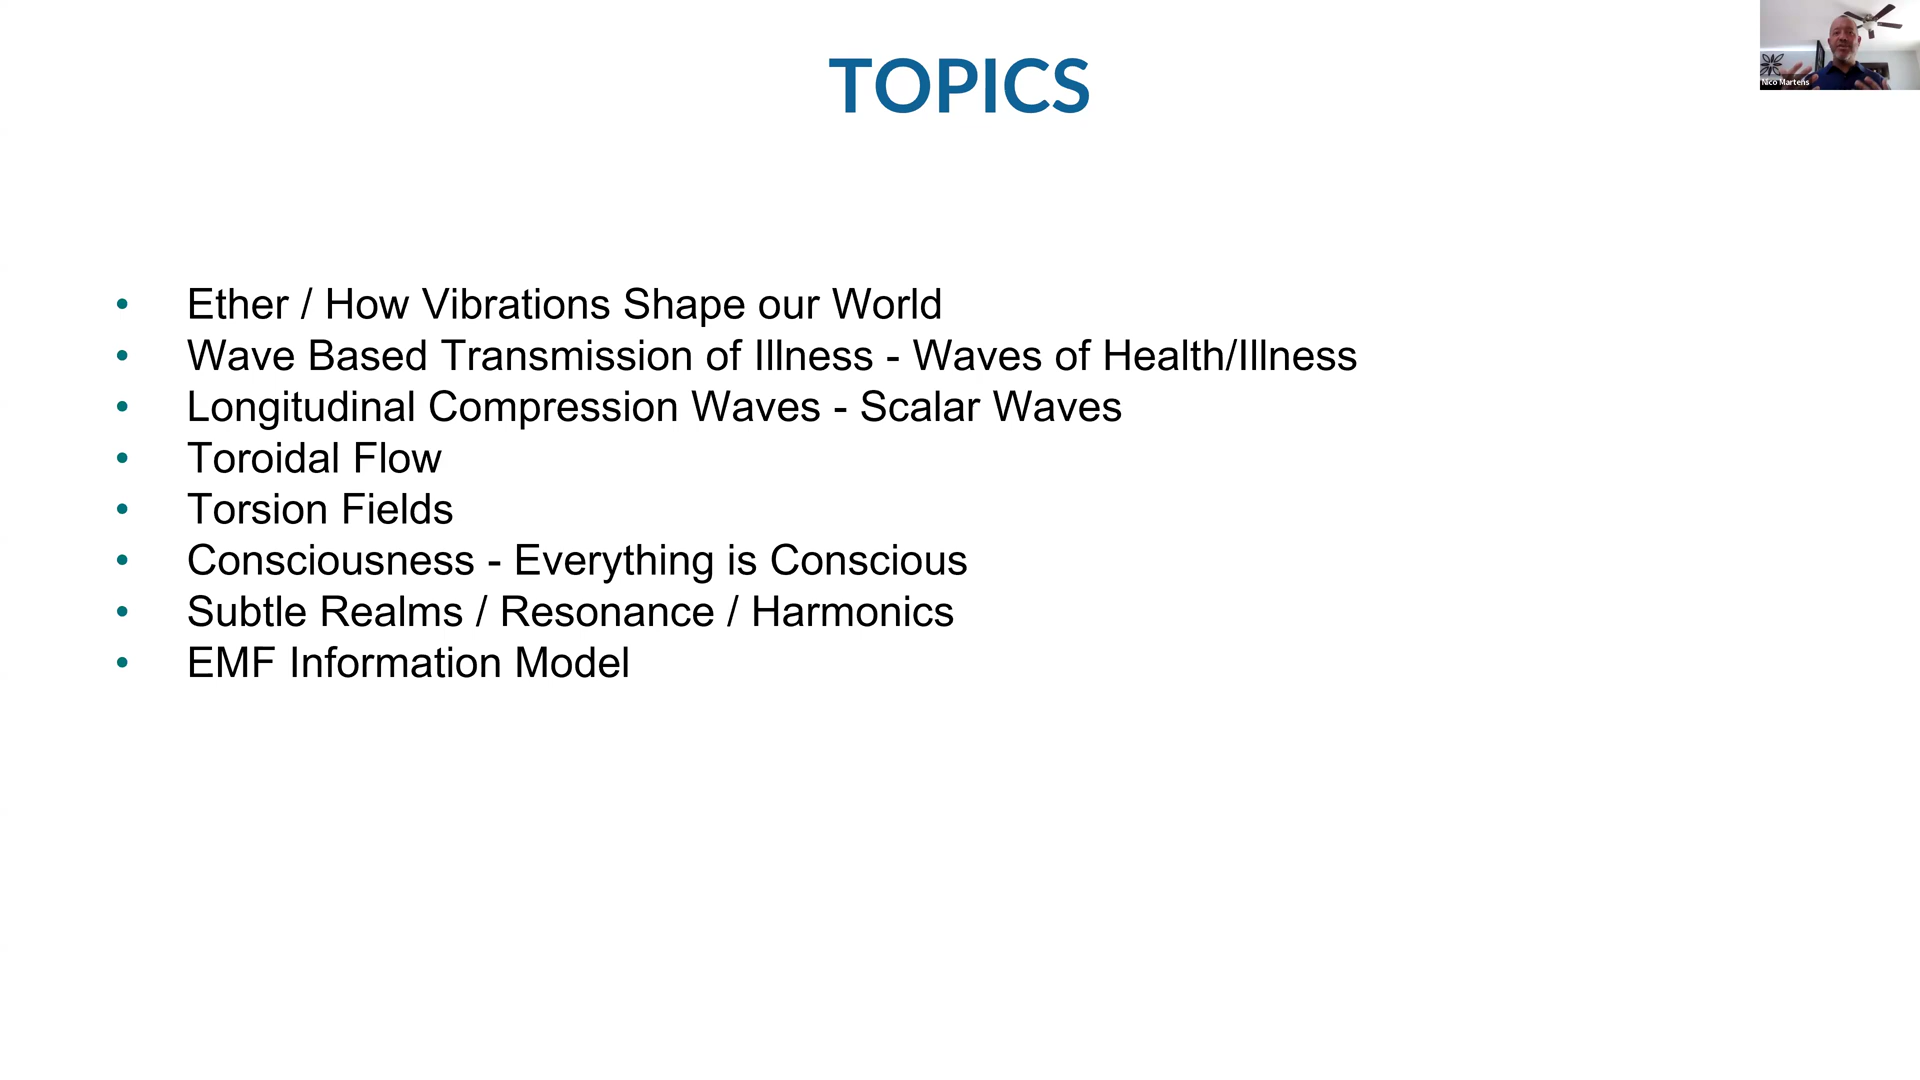 TOPICS
Nico Martens
• Ether / How Vibrations Shape our World
• Wave Based Transmission of Illness - Waves of Health/Illness
• Longitudinal Compression Waves - Scalar Waves
• Toroidal Flow
• Torsion Fields
• Consciousness - Everything is Conscious
• Subtle Realms / Resonance / Harmonics
• EMF Information Model